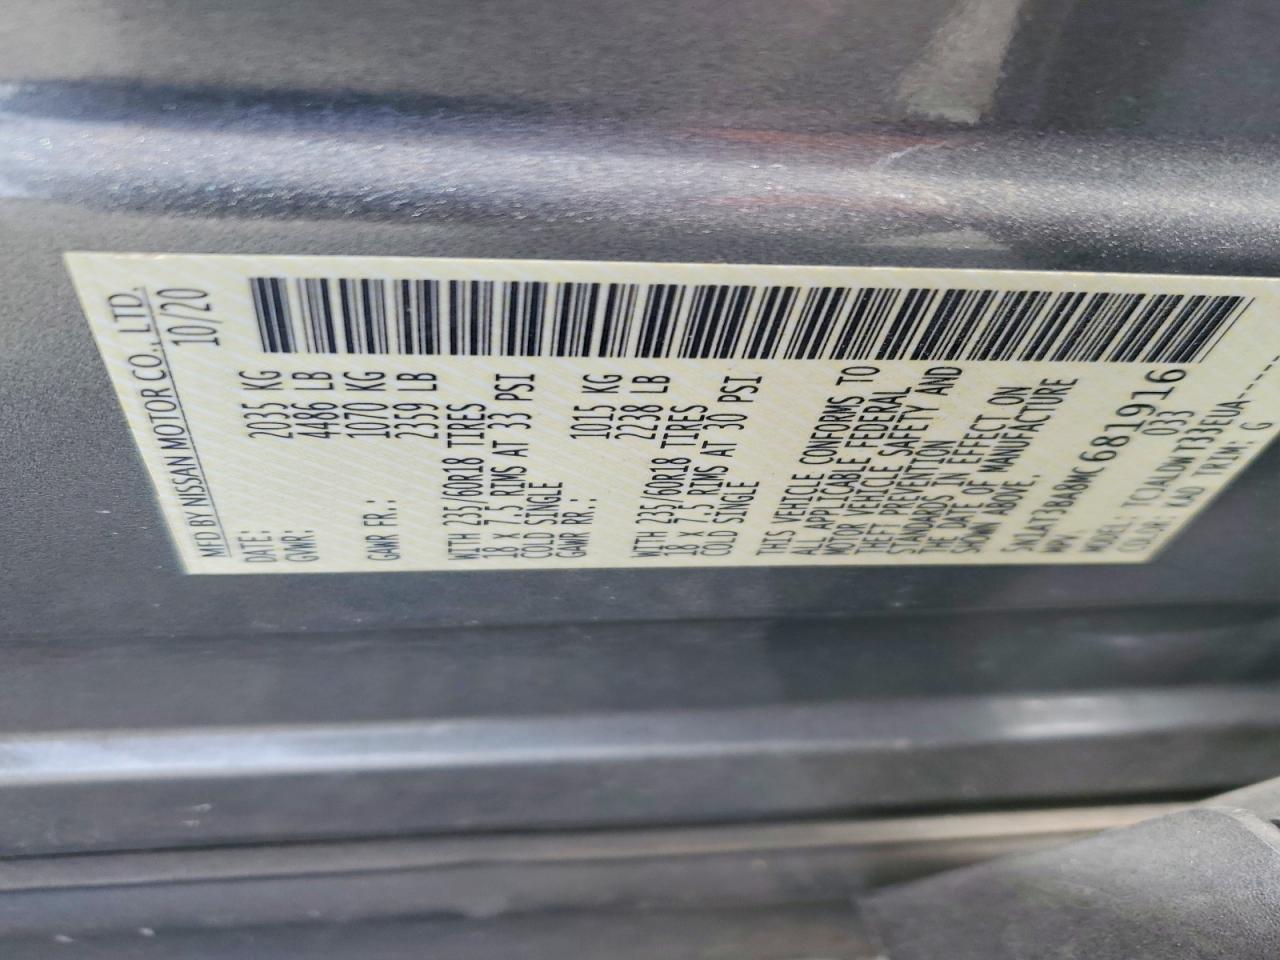 MFD BY NISSAN MOTOR CO., LTD.
DATE: 10/20
GVWR: 2035 KG
4486 LB
GAWR FR.: 1070 KG
2359 LB
WITH 235/60R18 TIRES
18 x 7.5 RIMS AT 33 PSI
COLD SINGLE
GAWR RR.: 1015 KG
2238 LB
WITH 235/60R18 TIRES
18 x 7.5 RIMS AT 30 PSI
COLD SINGLE
THIS VEHICLE CONFORMS TO
ALL APPLICABLE FEDERAL
MOTOR VEHICLE SAFETY AND
THEFT PREVENTION
STANDARDS IN EFFECT ON
THE DATE OF MANUFACTURE
SHOWN ABOVE.
681916
MPV 033
MODEL:
COLOR: KAD TRIM: G